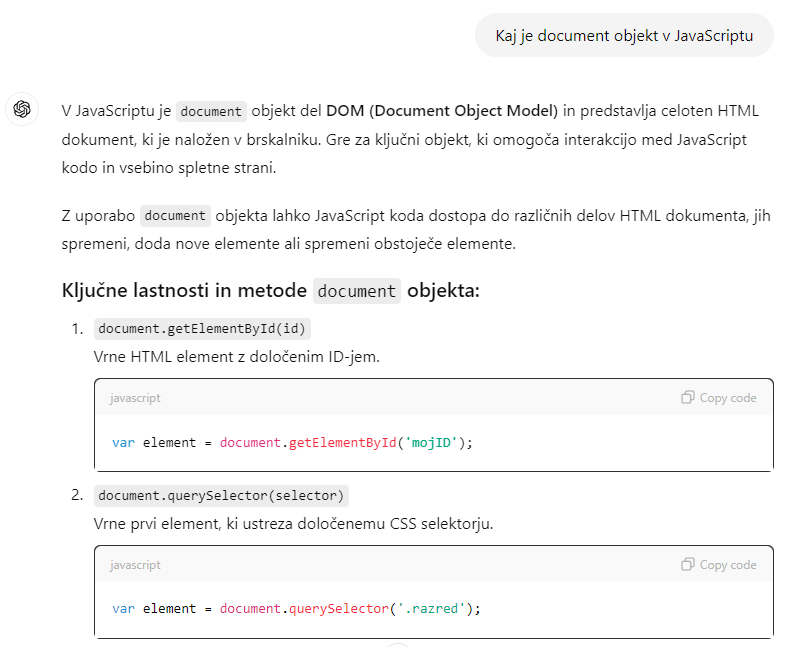 Kaj je document objekt v JavaScriptu
V JavaScriptu je document objekt del DOM (Document Object Model) in predstavlja celoten HTML
dokument, ki je naložen v brskalniku. Gre za ključni objekt, ki omogoča interakcijo med JavaScript
kodo in vsebino spletne strani.
Z uporabo document objekta lahko JavaScript koda dostopa do različnih delov HTML dokumenta, jih
spremeni, doda nove elemente ali spremeni obstoječe elemente.
Ključne lastnosti in metode document objekta:
1. document.getElementById(id)
Vrne HTML element z določenim ID-jem.
javascript Copy code
var element = document.getElementById('mojID');
2. document.querySelector(selector)
Vrne prvi element, ki ustreza določenemu CSS selektorju.
javascript Copy code
var element = document.querySelector('.razred');